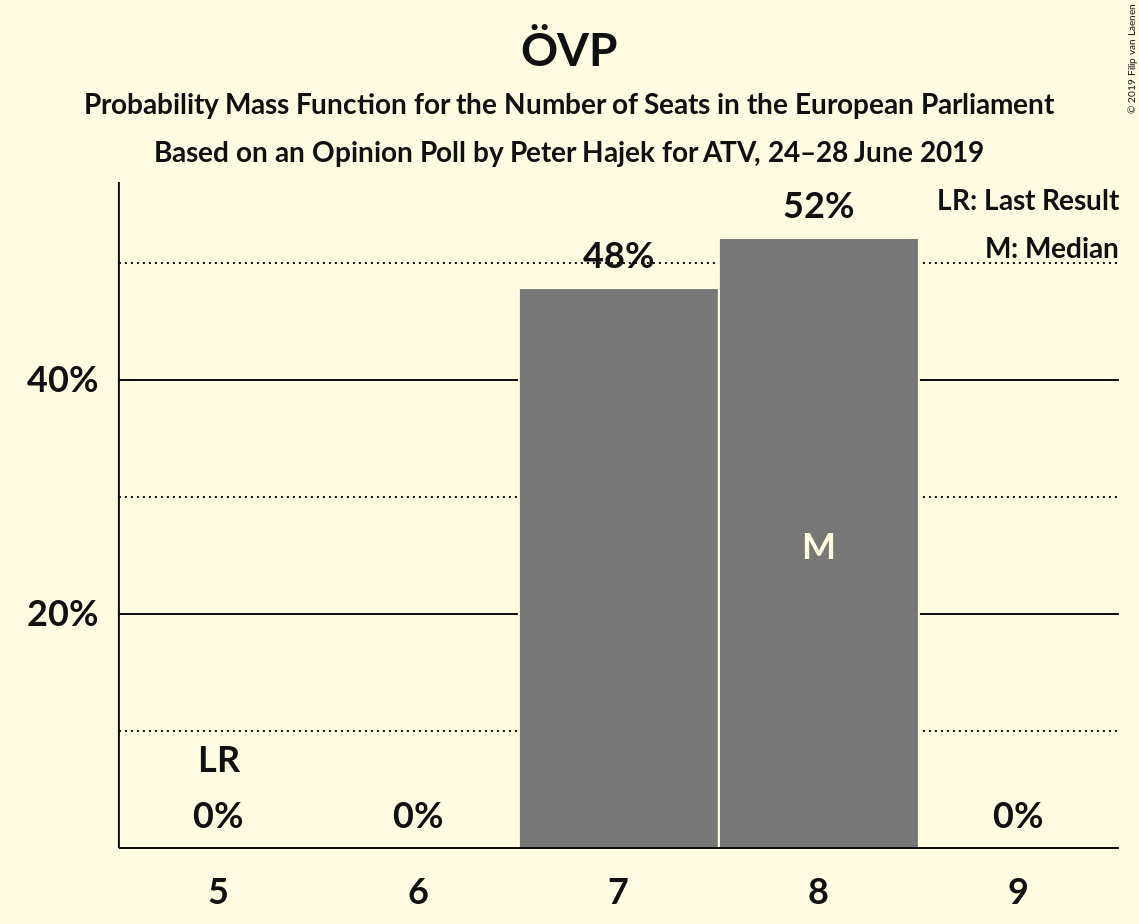 ÖVP
Probability Mass Function for the Number of Seats in the European Parliament
Based on an Opinion Poll by Peter Hajek for ATV, 24–28 June 2019
© 2019 Filip van Laenen
LR: Last Result
M: Median
52%
48%
40%
M
20%
LR
0%
0%
0%
5
6
7
8
9